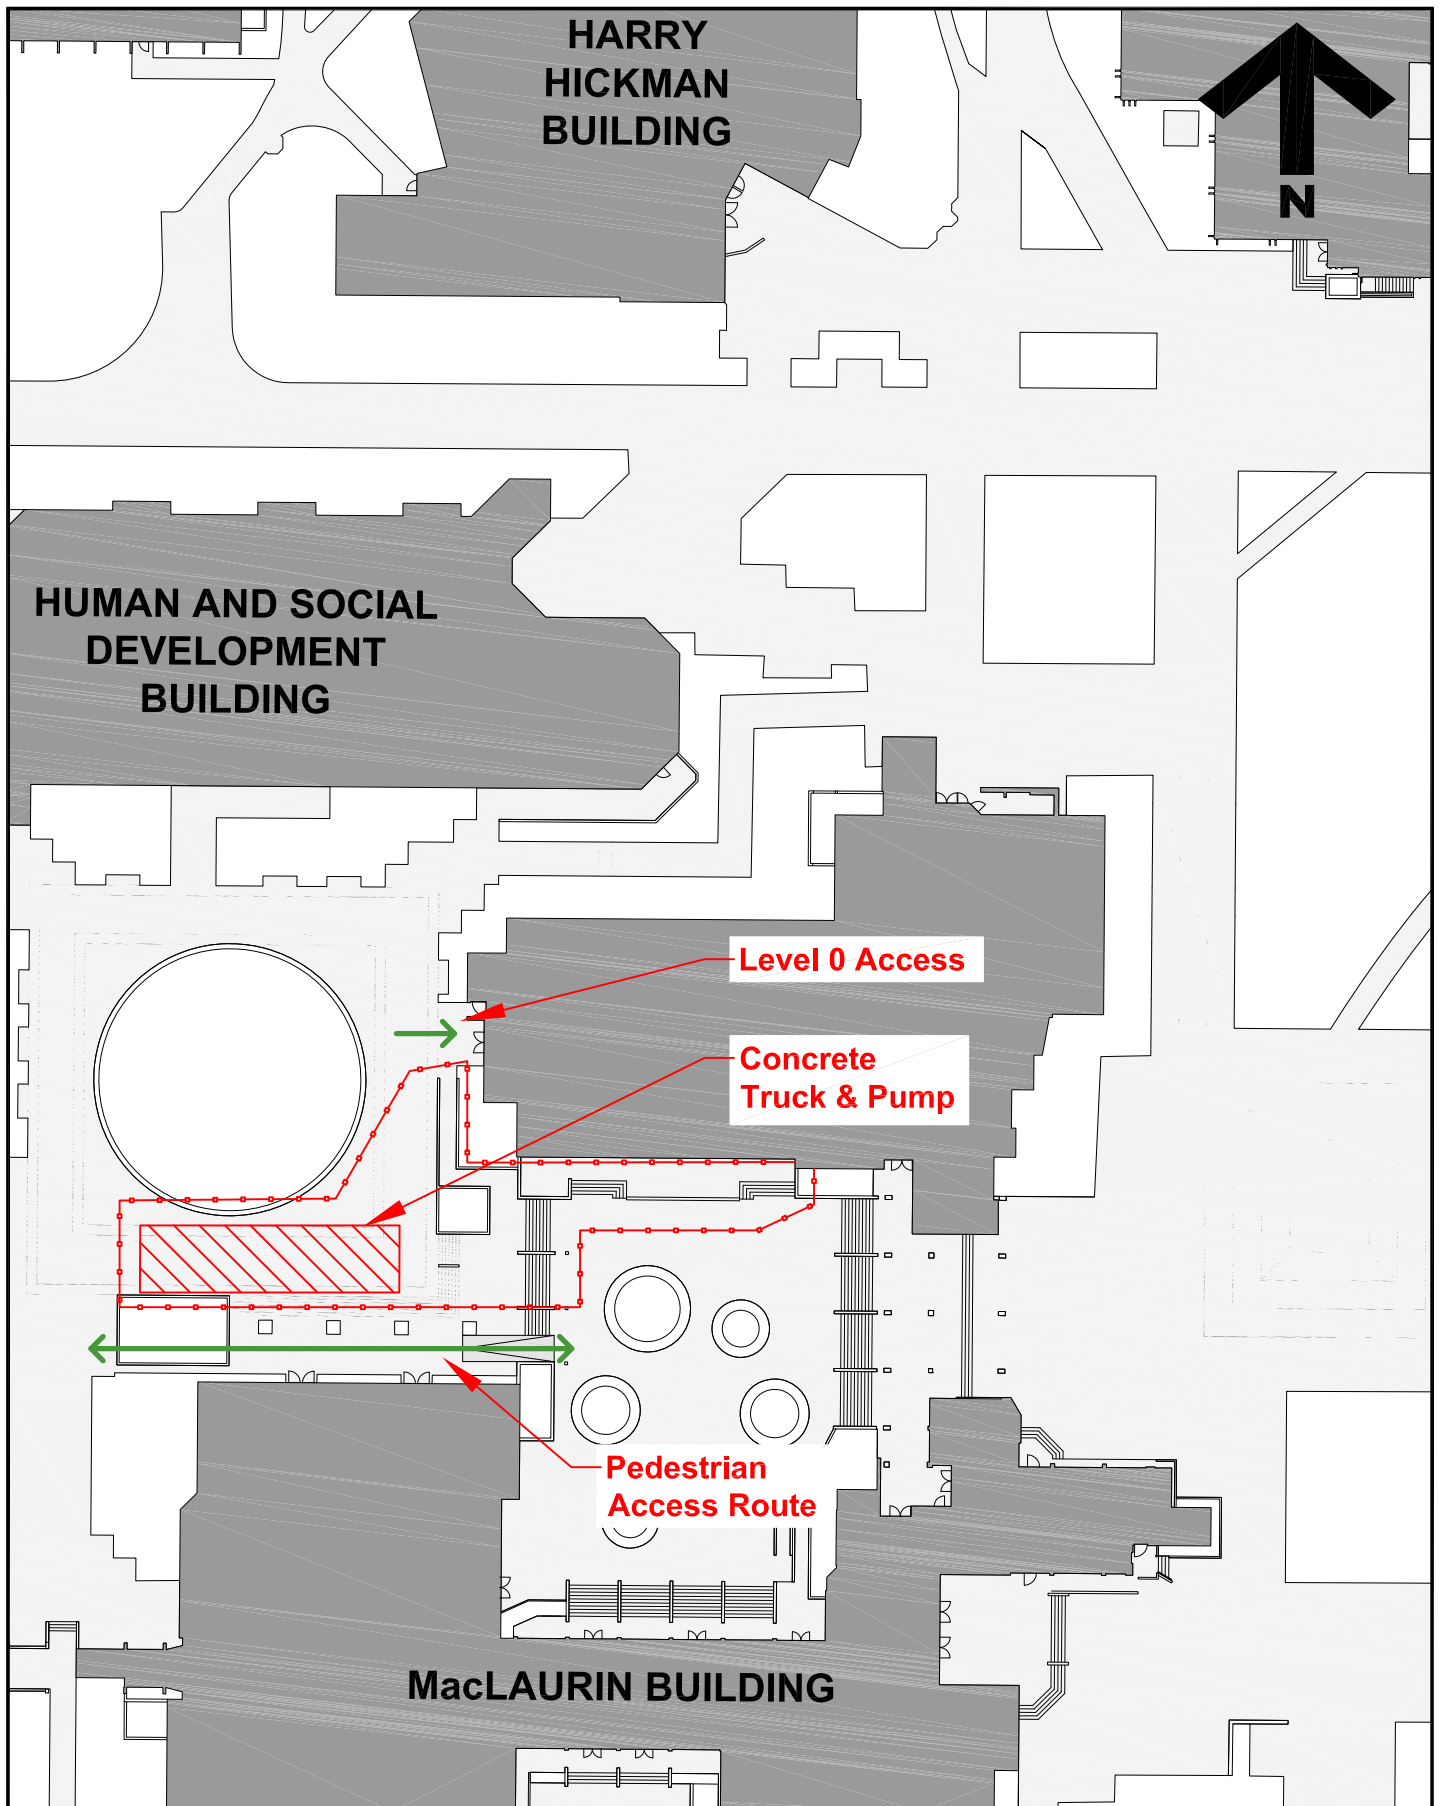 HARRY
HICKMAN
BUILDING
N
HUMAN AND SOCIAL
DEVELOPMENT
BUILDING
Level 0 Access
Concrete
Truck & Pump
Pedestrian
Access Route
MacLAURIN BUILDING